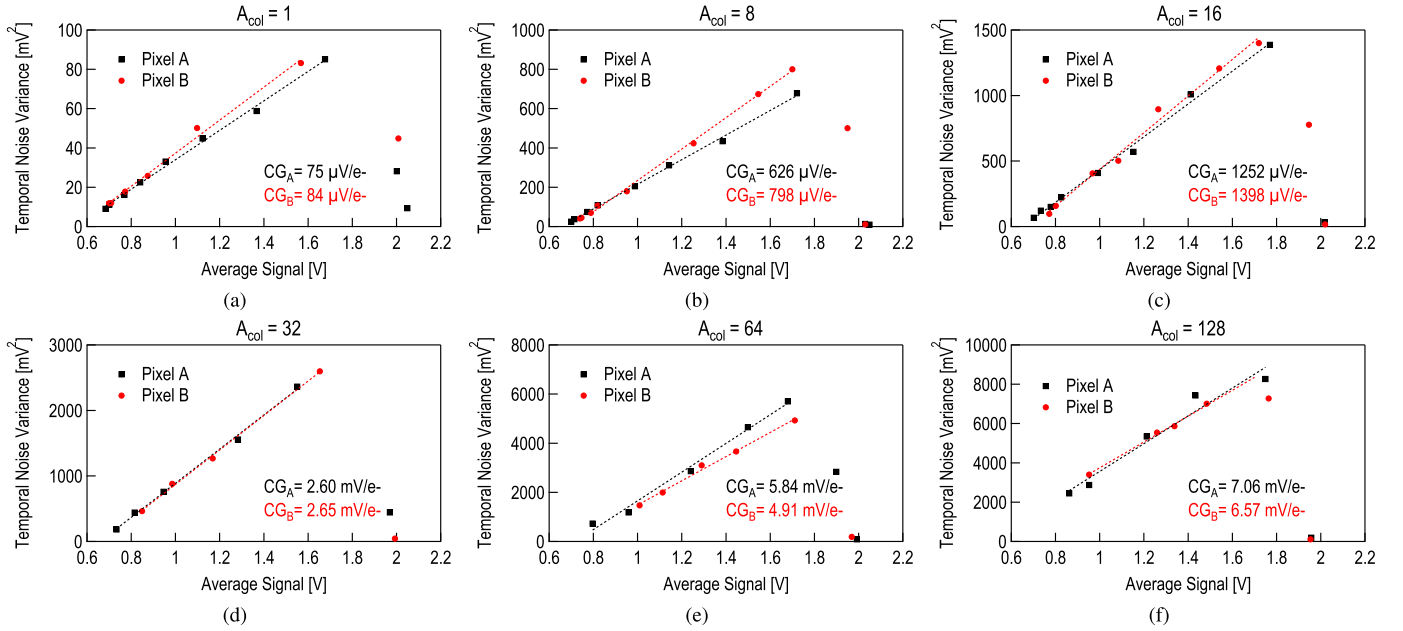 A_col = 1
Temporal Noise Variance [mV²]
100
80
60
40
20
0
Pixel A
Pixel B
CG_A = 75 µV/e-
CG_B = 84 µV/e-
0.6 0.8 1 1.2 1.4 1.6 1.8 2 2.2
Average Signal [V]
(a)
A_col = 8
Temporal Noise Variance [mV²]
1000
800
600
400
200
0
Pixel A
Pixel B
CG_A = 626 µV/e-
CG_B = 798 µV/e-
0.6 0.8 1 1.2 1.4 1.6 1.8 2 2.2
Average Signal [V]
(b)
A_col = 16
Temporal Noise Variance [mV²]
1500
1000
500
0
Pixel A
Pixel B
CG_A = 1252 µV/e-
CG_B = 1398 µV/e-
0.6 0.8 1 1.2 1.4 1.6 1.8 2 2.2
Average Signal [V]
(c)
A_col = 32
Temporal Noise Variance [mV²]
3000
2000
1000
0
Pixel A
Pixel B
CG_A = 2.60 mV/e-
CG_B = 2.65 mV/e-
0.6 0.8 1 1.2 1.4 1.6 1.8 2 2.2
Average Signal [V]
(d)
A_col = 64
Temporal Noise Variance [mV²]
8000
6000
4000
2000
0
Pixel A
Pixel B
CG_A = 5.84 mV/e-
CG_B = 4.91 mV/e-
0.6 0.8 1 1.2 1.4 1.6 1.8 2 2.2
Average Signal [V]
(e)
A_col = 128
Temporal Noise Variance [mV²]
10000
8000
6000
4000
2000
0
Pixel A
Pixel B
CG_A = 7.06 mV/e-
CG_B = 6.57 mV/e-
0.6 0.8 1 1.2 1.4 1.6 1.8 2 2.2
Average Signal [V]
(f)